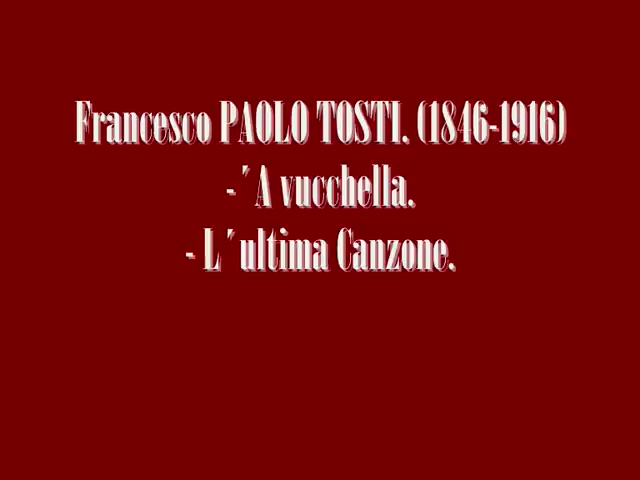 Francesco PAOLO TOSTI. (1846-1916)
-´A vucchella.
- L´ultima Canzone.